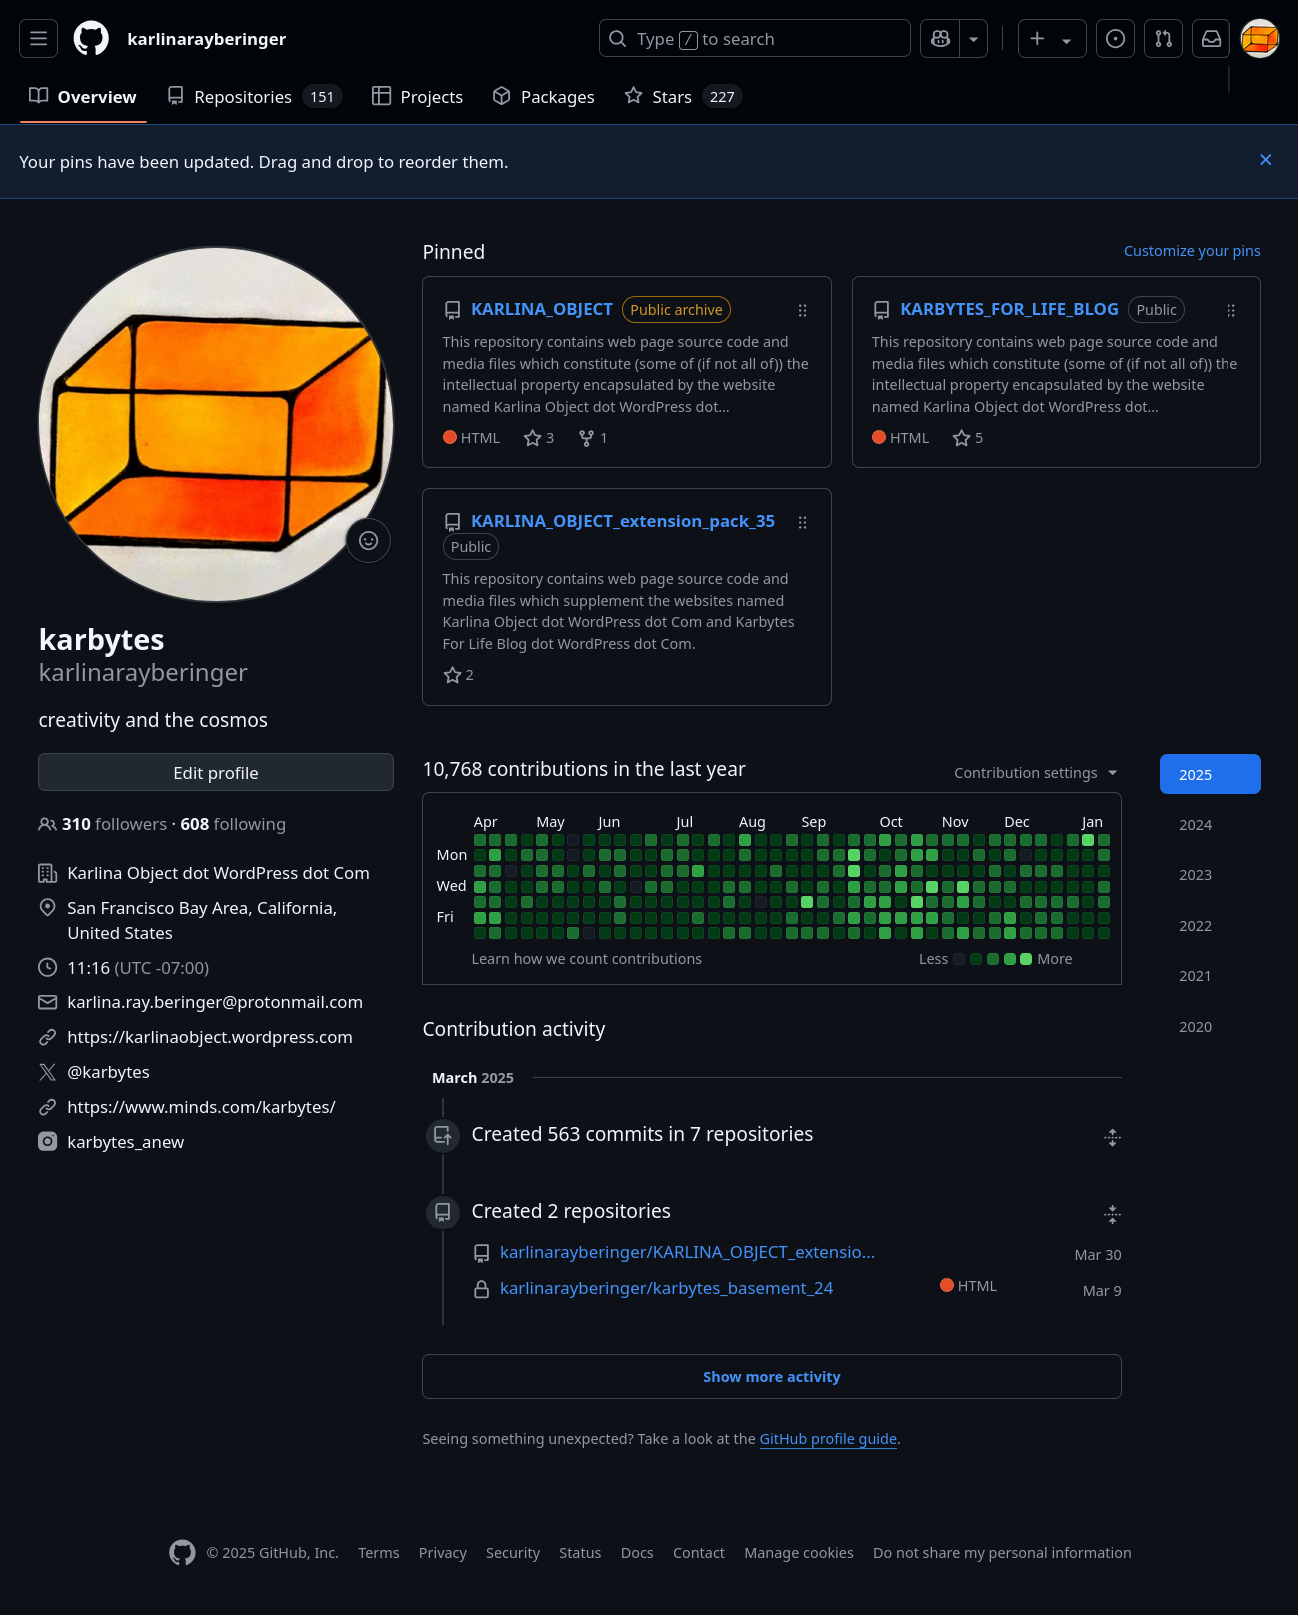 karlinarayberinger
Type / to search
Overview
Repositories 151
Projects
Packages
Stars 227
Your pins have been updated. Drag and drop to reorder them.
karbytes
karlinarayberinger
creativity and the cosmos
Edit profile
310 followers · 608 following
Karlina Object dot WordPress dot Com
San Francisco Bay Area, California,
United States
11:16 (UTC -07:00)
karlina.ray.beringer@protonmail.com
https://karlinaobject.wordpress.com
@karbytes
https://www.minds.com/karbytes/
karbytes_anew
Pinned
Customize your pins
KARLINA_OBJECT Public archive
This repository contains web page source code and
media files which constitute (some of (if not all of)) the
intellectual property encapsulated by the website
named Karlina Object dot WordPress dot…
HTML 3 1
KARBYTES_FOR_LIFE_BLOG Public
This repository contains web page source code and
media files which constitute (some of (if not all of)) the
intellectual property encapsulated by the website
named Karlina Object dot WordPress dot…
HTML 5
KARLINA_OBJECT_extension_pack_35
Public
This repository contains web page source code and
media files which supplement the websites named
Karlina Object dot WordPress dot Com and Karbytes
For Life Blog dot WordPress dot Com.
2
10,768 contributions in the last year
Contribution settings
Apr May Jun Jul Aug Sep Oct Nov Dec Jan
Mon
Wed
Fri
Learn how we count contributions
Less More
2025
2024
2023
2022
2021
2020
Contribution activity
March 2025
Created 563 commits in 7 repositories
Created 2 repositories
karlinarayberinger/KARLINA_OBJECT_extensio… Mar 30
karlinarayberinger/karbytes_basement_24 HTML Mar 9
Show more activity
Seeing something unexpected? Take a look at the GitHub profile guide.
© 2025 GitHub, Inc. Terms Privacy Security Status Docs Contact Manage cookies Do not share my personal information